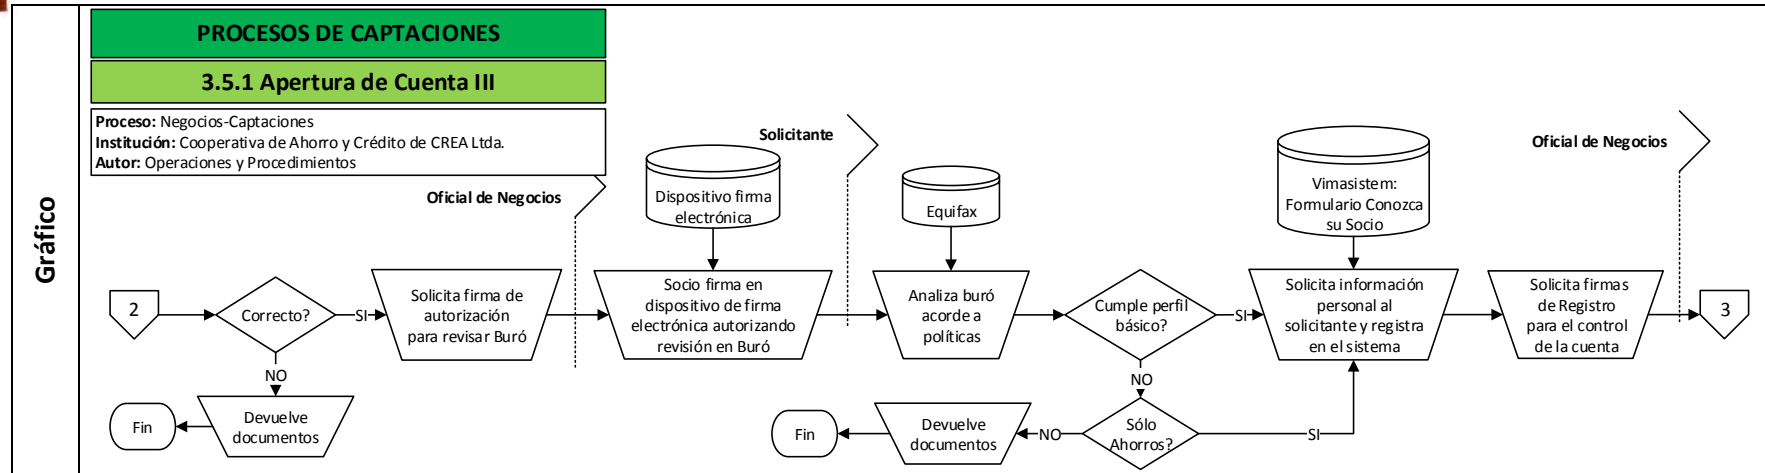 Gráfico
PROCESOS DE CAPTACIONES
3.5.1 Apertura de Cuenta III
Proceso: Negocios-Captaciones
Institución: Cooperativa de Ahorro y Crédito de CREA Ltda.
Autor: Operaciones y Procedimientos
Oficial de Negocios
Solicitante
Oficial de Negocios
Dispositivo firma
electrónica
Equifax
Vimasistem:
Formulario Conozca
su Socio
2
Correcto?
SI
Solicita firma de
autorización
para revisar Buró
Socio firma en
dispositivo de firma
electrónica autorizando
revisión en Buró
Analiza buró
acorde a
políticas
Cumple perfil
básico?
SI
Solicita información
personal al
solicitante y registra
en el sistema
Solicita firmas
de Registro
para el control
de la cuenta
3
NO
Devuelve
documentos
Fin
NO
Sólo
Ahorros?
SI
NO
Devuelve
documentos
Fin